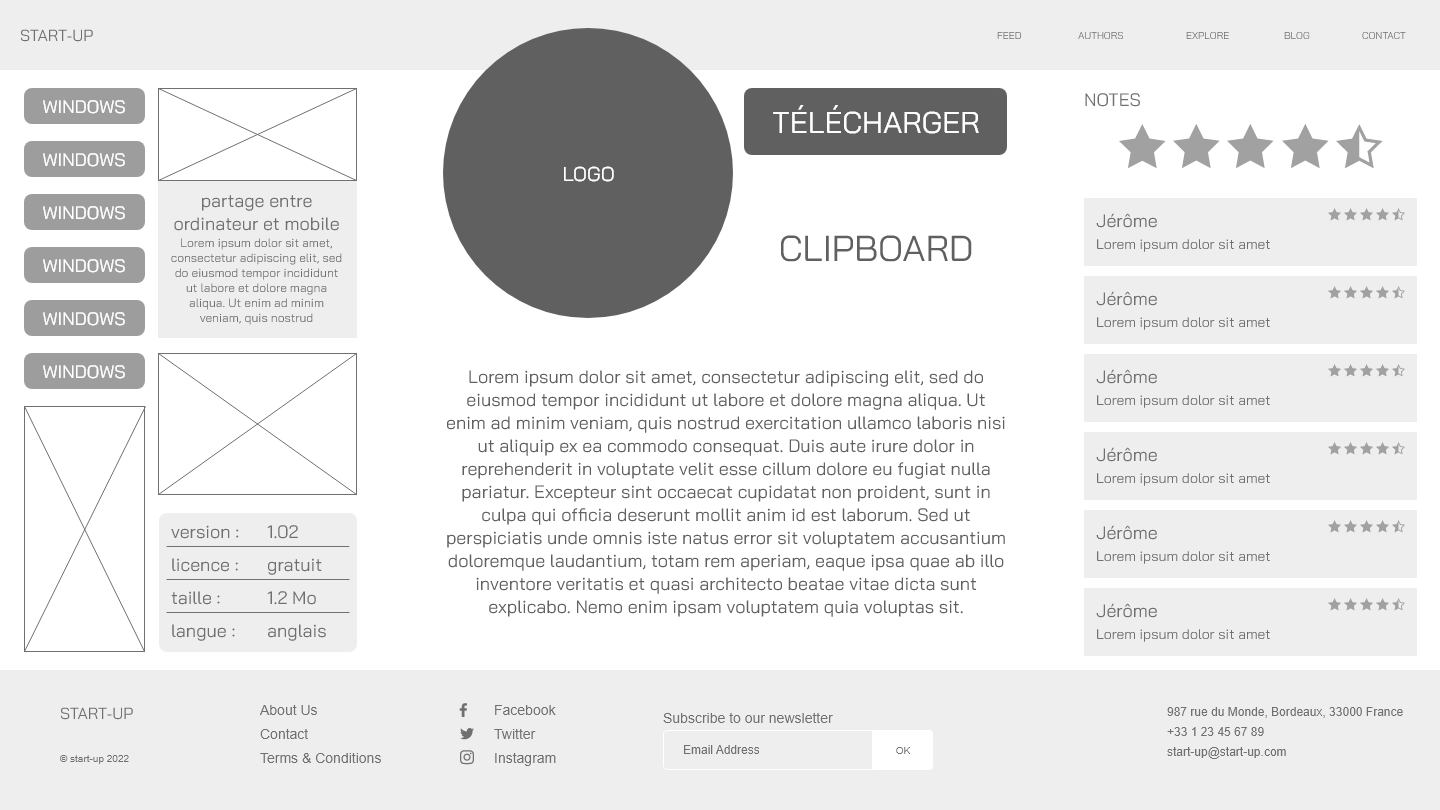 START-UP
FEED
AUTHORS
EXPLORE
BLOG
CONTACT
WINDOWS
WINDOWS
WINDOWS
WINDOWS
WINDOWS
WINDOWS
partage entre
ordinateur et mobile
Lorem ipsum dolor sit amet,
consectetur adipiscing elit, sed
do eiusmod tempor incididunt
ut labore et dolore magna
aliqua. Ut enim ad minim
veniam, quis nostrud
version : 1.02
licence : gratuit
taille : 1.2 Mo
langue : anglais
LOGO
TÉLÉCHARGER
CLIPBOARD
Lorem ipsum dolor sit amet, consectetur adipiscing elit, sed do
eiusmod tempor incididunt ut labore et dolore magna aliqua. Ut
enim ad minim veniam, quis nostrud exercitation ullamco laboris nisi
ut aliquip ex ea commodo consequat. Duis aute irure dolor in
reprehenderit in voluptate velit esse cillum dolore eu fugiat nulla
pariatur. Excepteur sint occaecat cupidatat non proident, sunt in
culpa qui officia deserunt mollit anim id est laborum. Sed ut
perspiciatis unde omnis iste natus error sit voluptatem accusantium
doloremque laudantium, totam rem aperiam, eaque ipsa quae ab illo
inventore veritatis et quasi architecto beatae vitae dicta sunt
explicabo. Nemo enim ipsam voluptatem quia voluptas sit.
NOTES
Jérôme
Lorem ipsum dolor sit amet
Jérôme
Lorem ipsum dolor sit amet
Jérôme
Lorem ipsum dolor sit amet
Jérôme
Lorem ipsum dolor sit amet
Jérôme
Lorem ipsum dolor sit amet
Jérôme
Lorem ipsum dolor sit amet
START-UP
© start-up 2022
About Us
Contact
Terms & Conditions
Facebook
Twitter
Instagram
Subscribe to our newsletter
Email Address
OK
987 rue du Monde, Bordeaux, 33000 France
+33 1 23 45 67 89
start-up@start-up.com